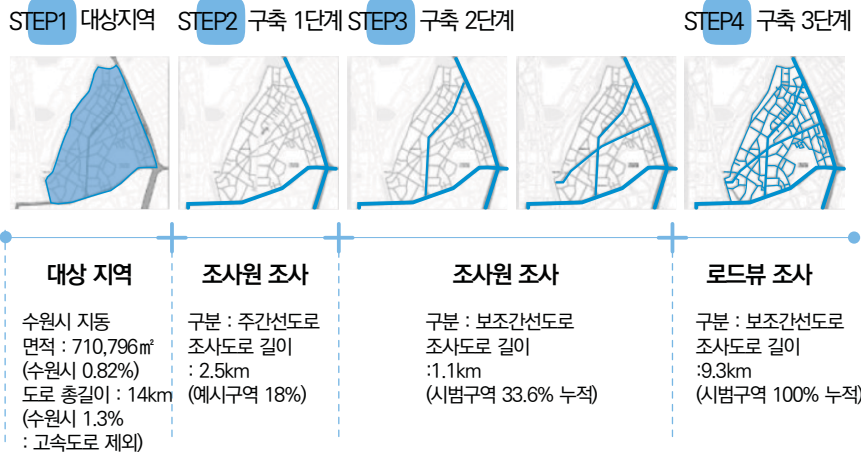 STEP1 대상지역
STEP2 구축 1단계
STEP3 구축 2단계
STEP4 구축 3단계
대상 지역
수원시 지동
면적 : 710,796㎡
(수원시 0.82%)
도로 총길이 : 14km
(수원시 1.3%
: 고속도로 제외)
조사원 조사
구분 : 주간선도로
조사도로 길이
: 2.5km
(예시구역 18%)
조사원 조사
구분 : 보조간선도로
조사도로 길이
:1.1km
(시범구역 33.6% 누적)
로드뷰 조사
구분 : 보조간선도로
조사도로 길이
:9.3km
(시범구역 100% 누적)